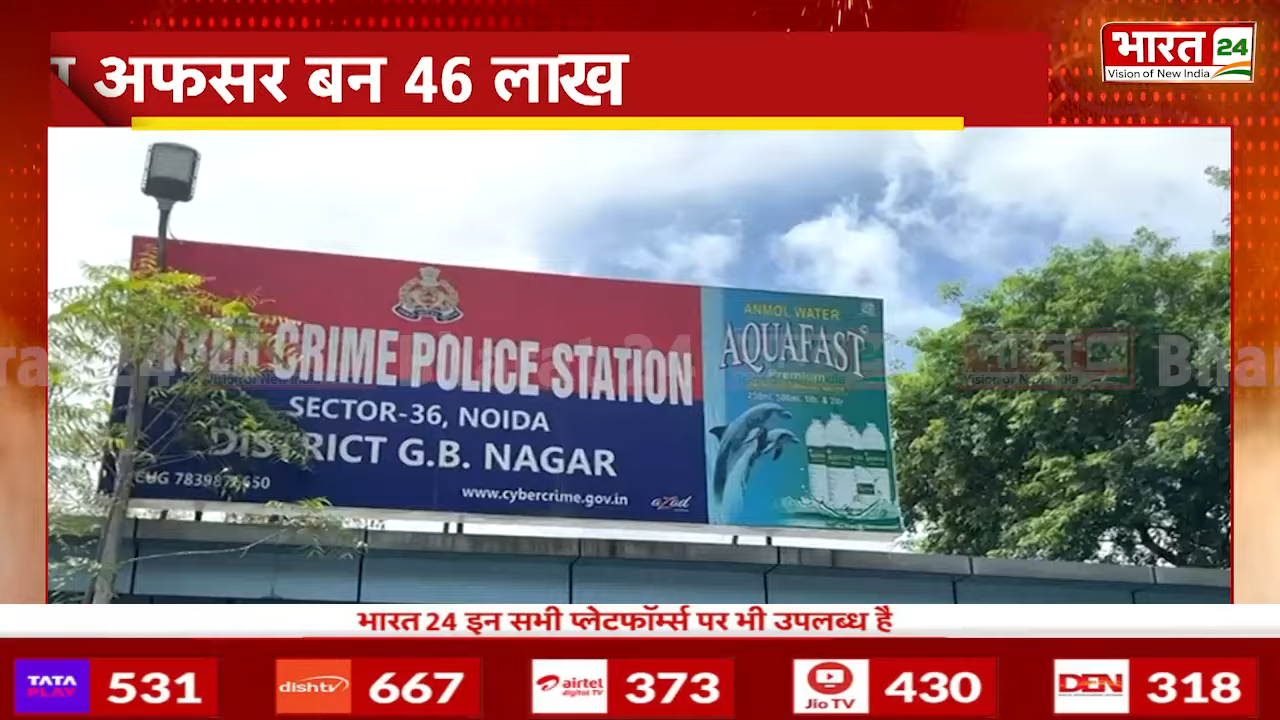 अफसर बन 46 लाख
भारत 24
Vision of New India
CRIME POLICE STATION
SECTOR-36, NOIDA
DISTRICT G.B. NAGAR
www.cybercrime.gov.in
azad
ANMOL WATER
AQUAFAST
Premium
भारत 24 इन सभी प्लेटफॉर्म्स पर भी उपलब्ध है
TATA PLAY 531
dishtv 667
airtel digital TV 373
Jio TV 430
DEN 318